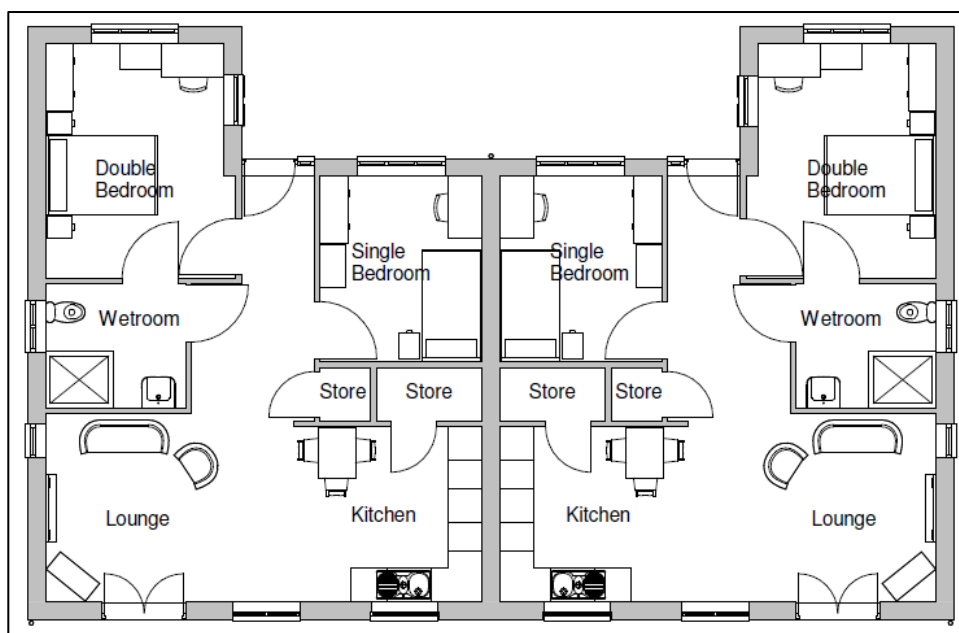 Double
Bedroom
Double
Bedroom
Single
Bedroom
Single
Bedroom
Wetroom
Wetroom
Store
Store
Store
Store
Lounge
Kitchen
Kitchen
Lounge